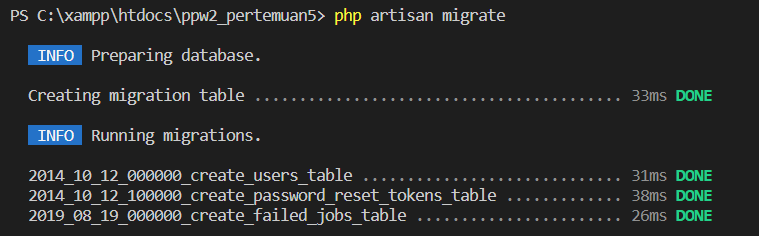 PS C:\xampp\htdocs\ppw2_pertemuan5> php artisan migrate
INFO Preparing database.
Creating migration table ......................................... 33ms DONE
INFO Running migrations.
2014_10_12_000000_create_users_table ............................. 31ms DONE
2014_10_12_100000_create_password_reset_tokens_table ............. 38ms DONE
2019_08_19_000000_create_failed_jobs_table ....................... 26ms DONE